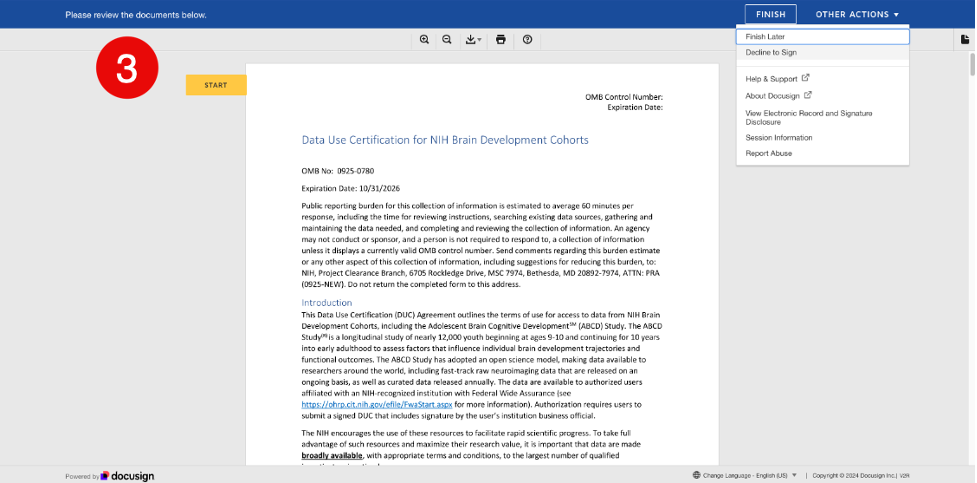 Please review the documents below.
FINISH
OTHER ACTIONS
Finish Later
Decline to Sign
Help & Support
About Docusign
View Electronic Record and Signature
Disclosure
Session Information
Report Abuse
3
START
OMB Control Number:
Expiration Date:
Data Use Certification for NIH Brain Development Cohorts
OMB No: 0925-0780
Expiration Date: 10/31/2026
Public reporting burden for this collection of information is estimated to average 60 minutes per
response, including the time for reviewing instructions, searching existing data sources, gathering and
maintaining the data needed, and completing and reviewing the collection of information. An agency
may not conduct or sponsor, and a person is not required to respond to, a collection of information
unless it displays a currently valid OMB control number. Send comments regarding this burden estimate
or any other aspect of this collection of information, including suggestions for reducing this burden, to:
NIH, Project Clearance Branch, 6705 Rockledge Drive, MSC 7974, Bethesda, MD 20892-7974, ATTN: PRA
(0925-NEW). Do not return the completed form to this address.
Introduction
This Data Use Certification (DUC) Agreement outlines the terms of use for access to data from NIH Brain
Development Cohorts, including the Adolescent Brain Cognitive Development℠ (ABCD) Study. The ABCD
Study® is a longitudinal study of nearly 12,000 youth beginning at ages 9-10 and continuing for 10 years
into early adulthood to assess factors that influence individual brain development trajectories and
functional outcomes. The ABCD Study has adopted an open science model, making data available to
researchers around the world, including fast-track raw neuroimaging data that are released on an
ongoing basis, as well as curated data released annually. The data are available to authorized users
affiliated with an NIH-recognized institution with Federal Wide Assurance (see
https://ohrp.cit.nih.gov/efile/FwaStart.aspx for more information). Authorization requires users to
submit a signed DUC that includes signature by the user's institution business official.
The NIH encourages the use of these resources to facilitate rapid scientific progress. To take full
advantage of such resources and maximize their research value, it is important that data are made
broadly available, with appropriate terms and conditions, to the largest number of qualified
Powered by docusign
Change Language - English (US) | Copyright © 2024 Docusign Inc. | V2R